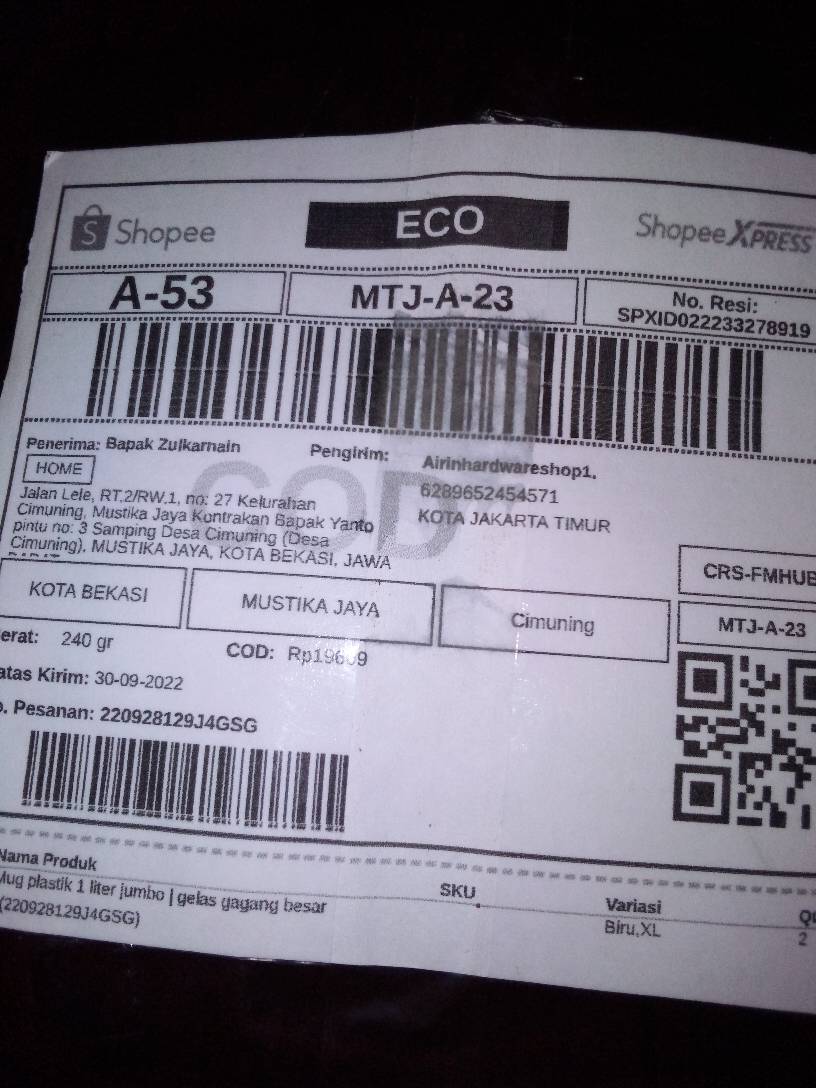 Shopee
ECO
Shopee XPRESS
A-53
MTJ-A-23
No. Resi:
SPXID022233278919
COD
Penerima: Bapak Zulkarnain
HOME
Jalan Lele, RT.2/RW.1, no: 27 Kelurahan
Cimuning, Mustika Jaya Kontrakan Bapak Yanto
pintu no: 3 Samping Desa Cimuning (Desa
Cimuning). MUSTIKA JAYA, KOTA BEKASI, JAWA
Pengirim: Airinhardwareshop1,
6289652454571
KOTA JAKARTA TIMUR
KOTA BEKASI
MUSTIKA JAYA
Cimuning
CRS-FMHUB
MTJ-A-23
erat: 240 gr
COD:
atas Kirim: 30-09-2022
o. Pesanan: 220928129J4GSG
Nama Produk
SKU
Variasi
Mug plastik 1 liter jumbo | gelas gagang besar
(220928129J4GSG)
Biru,XL
2